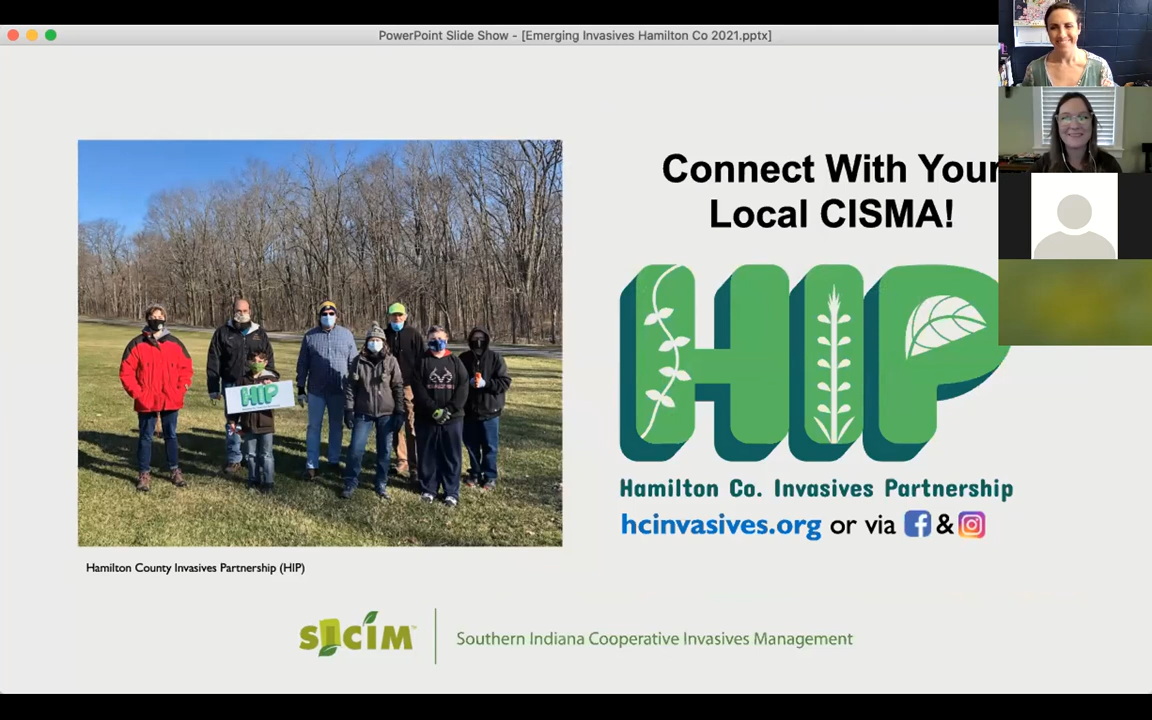 PowerPoint Slide Show - [Emerging Invasives Hamilton Co 2021.pptx]
Connect With Your
Local CISMA!
HIP
HIP
Hamilton Co. Invasives Partnership
hcinvasives.org or via & 
Hamilton County Invasives Partnership (HIP)
SICIM™
Southern Indiana Cooperative Invasives Management